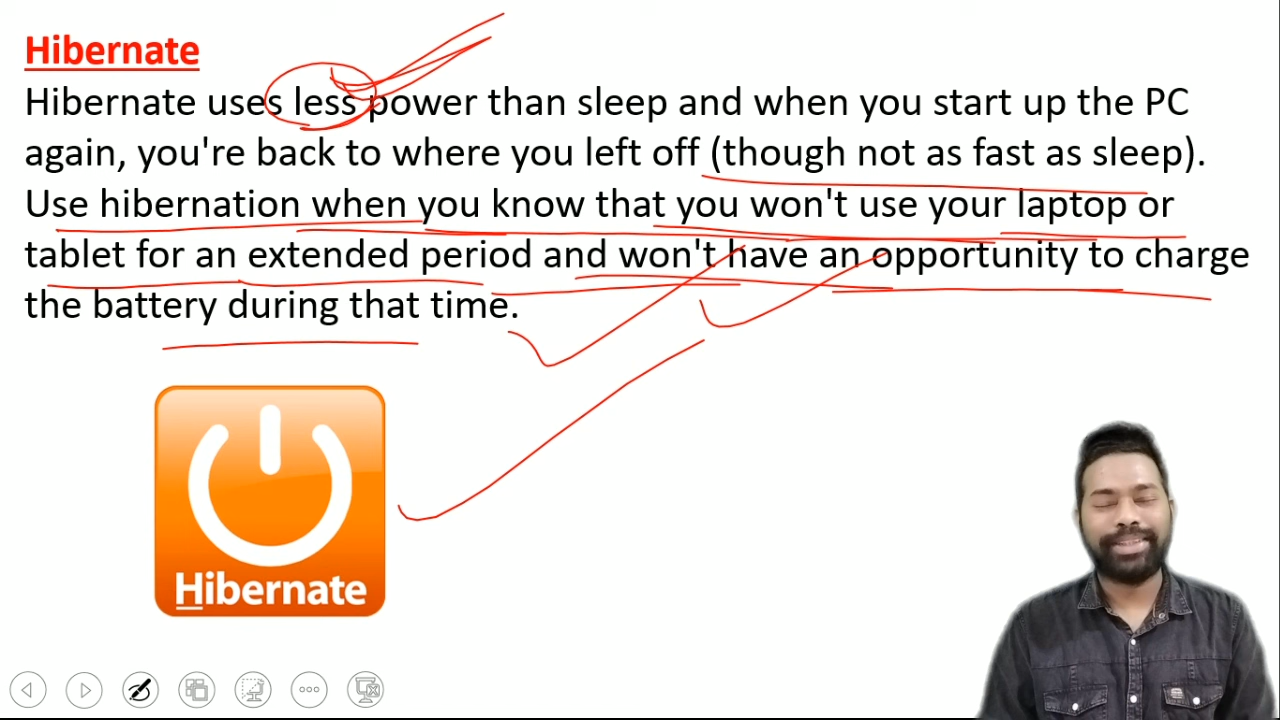 Hibernate
Hibernate uses less power than sleep and when you start up the PC
again, you're back to where you left off (though not as fast as sleep).
Use hibernation when you know that you won't use your laptop or
tablet for an extended period and won't have an opportunity to charge
the battery during that time.
Hibernate